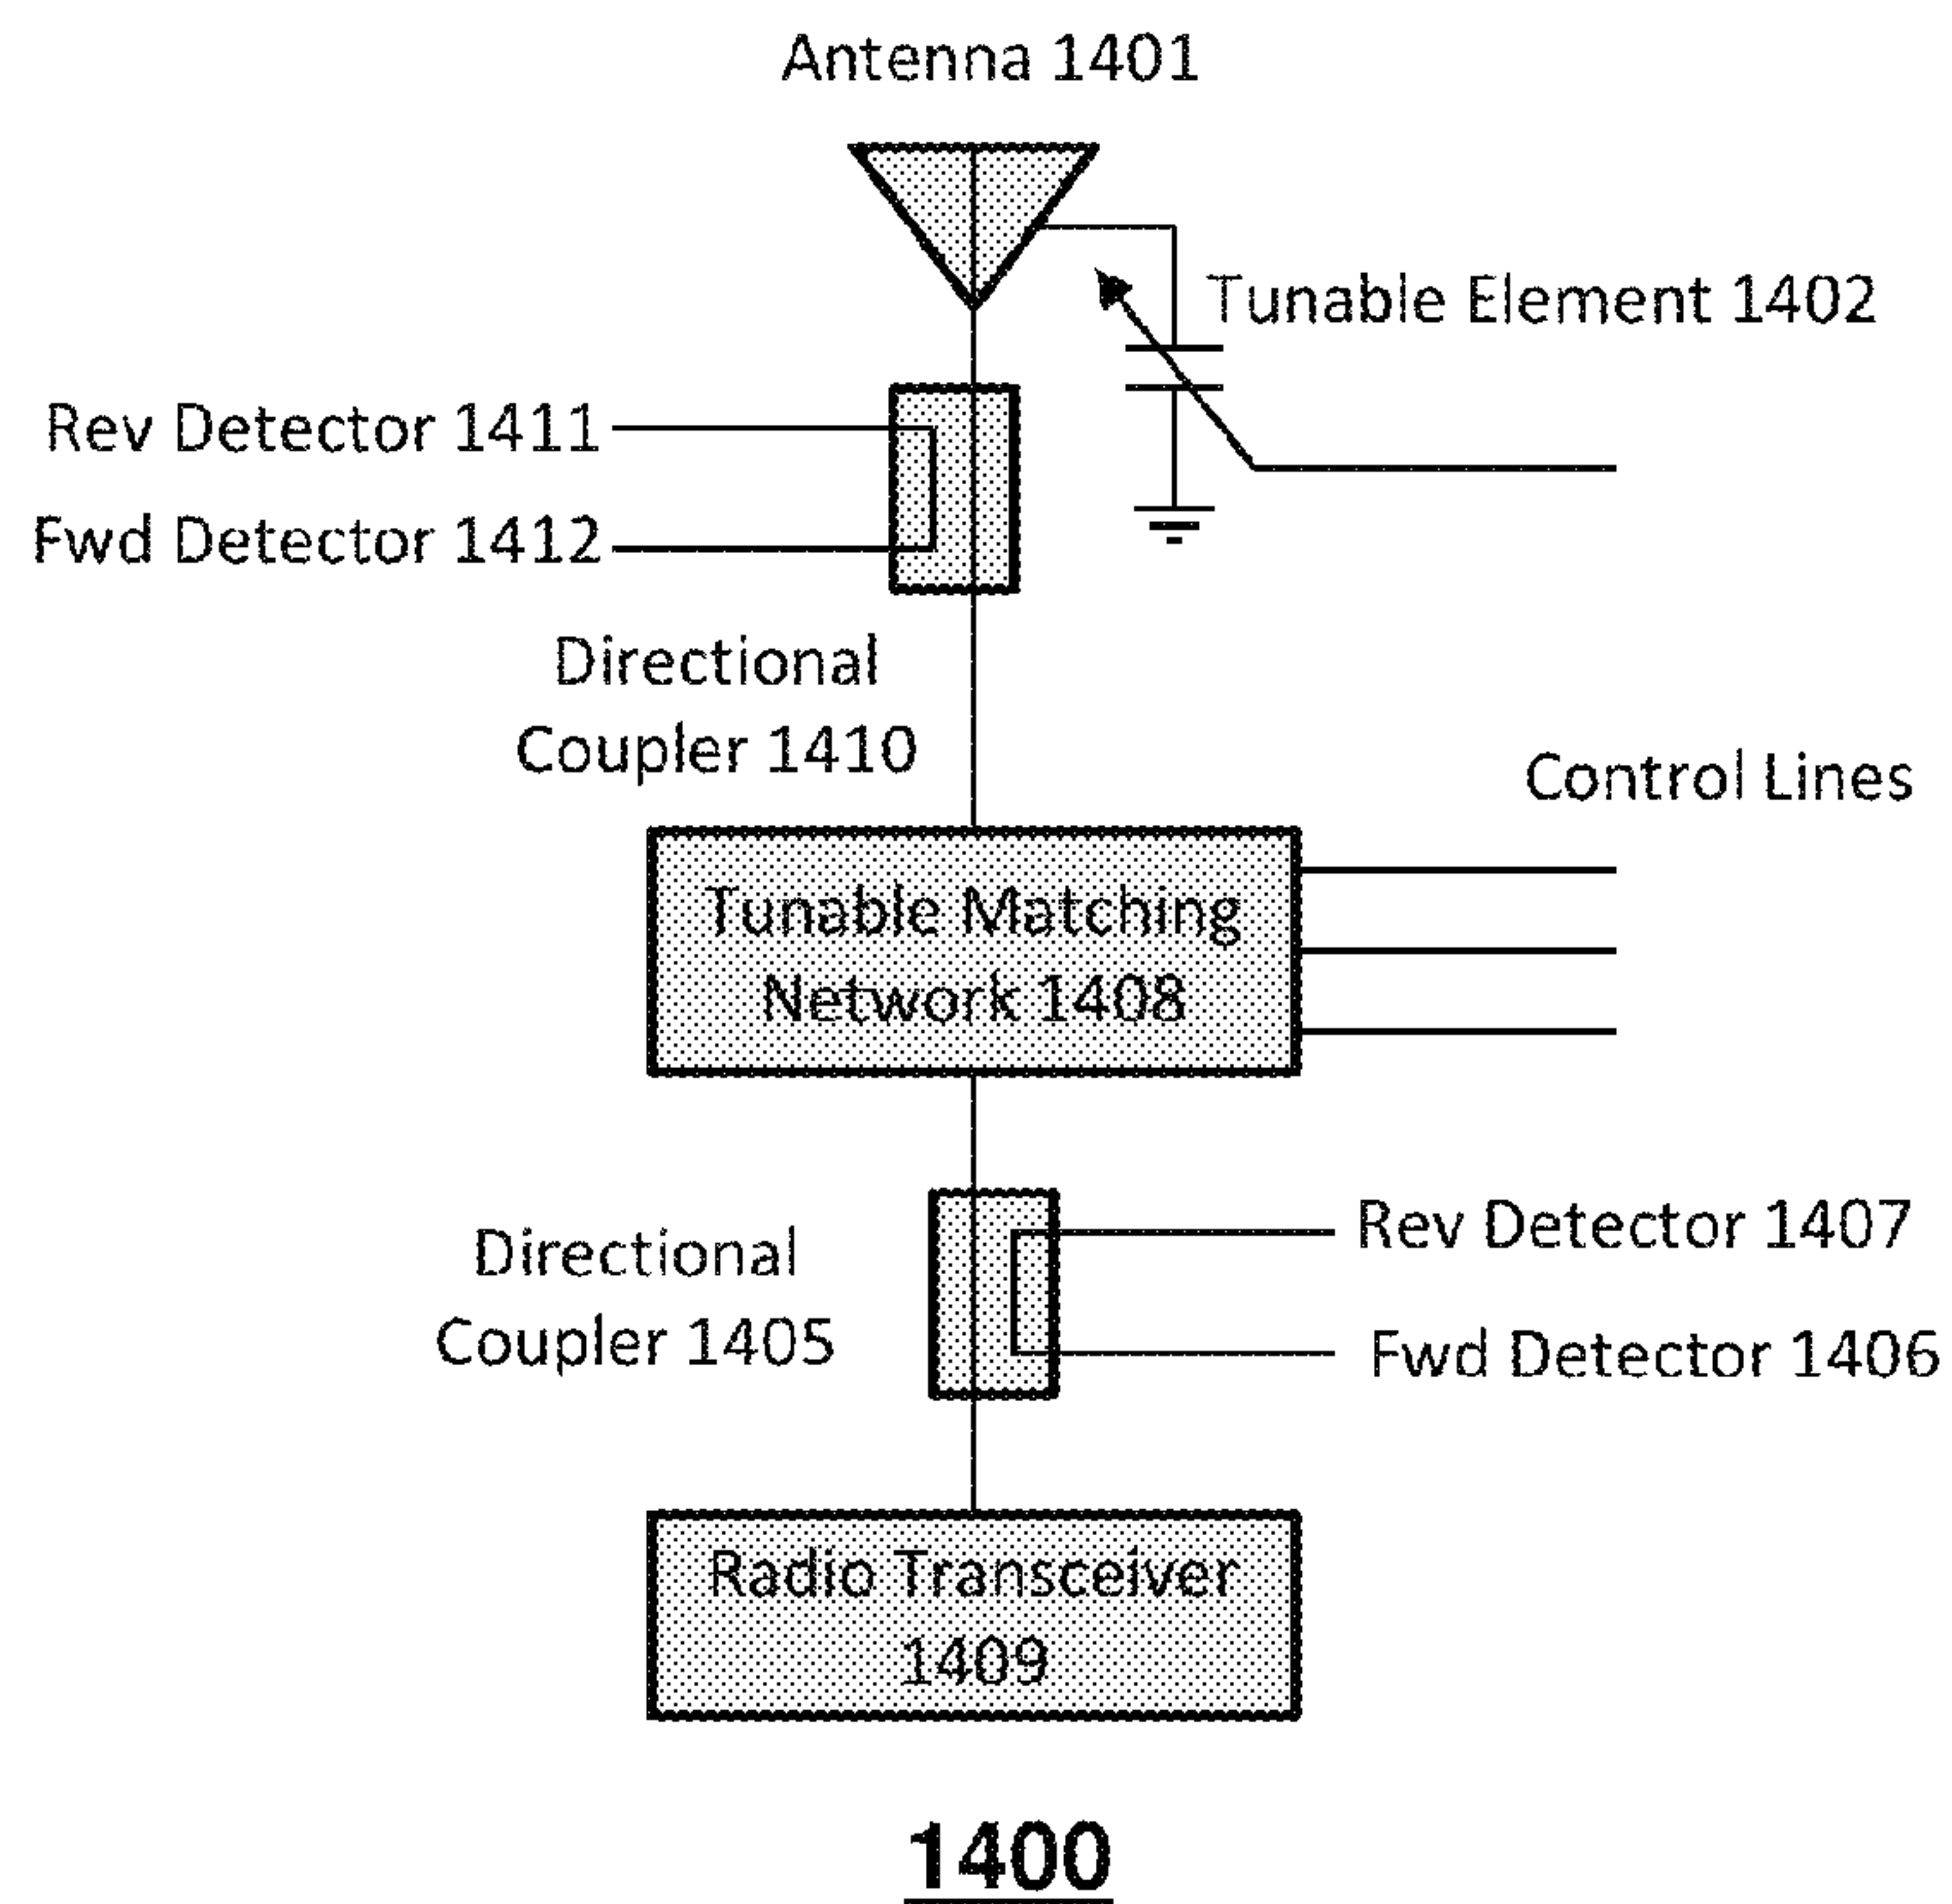 Antenna 1401
Tunable Element 1402
Rev Detector 1411
Fwd Detector 1412
Directional
Coupler 1410
Control Lines
Tunable Matching
Network 1408
Directional
Coupler 1405
Rev Detector 1407
Fwd Detector 1406
Radio Transceiver
1409
1400